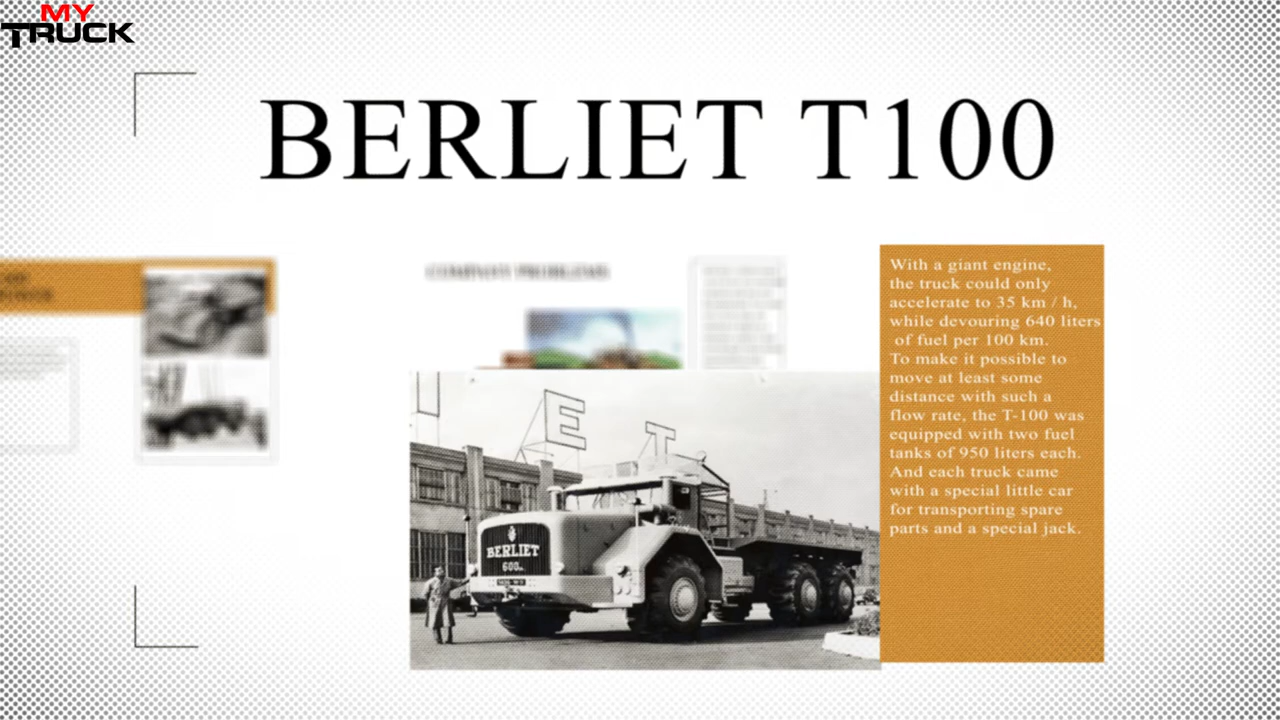 MY
TRUCK
BERLIET T100
COMPANY PROBLEMS
With a giant engine,
the truck could only
accelerate to 35 km / h,
while devouring 640 liters
of fuel per 100 km.
To make it possible to
move at least some
distance with such a
flow rate, the T-100 was
equipped with two fuel
tanks of 950 liters each.
And each truck came
with a special little car
for transporting spare
parts and a special jack.
E T
BERLIET
600